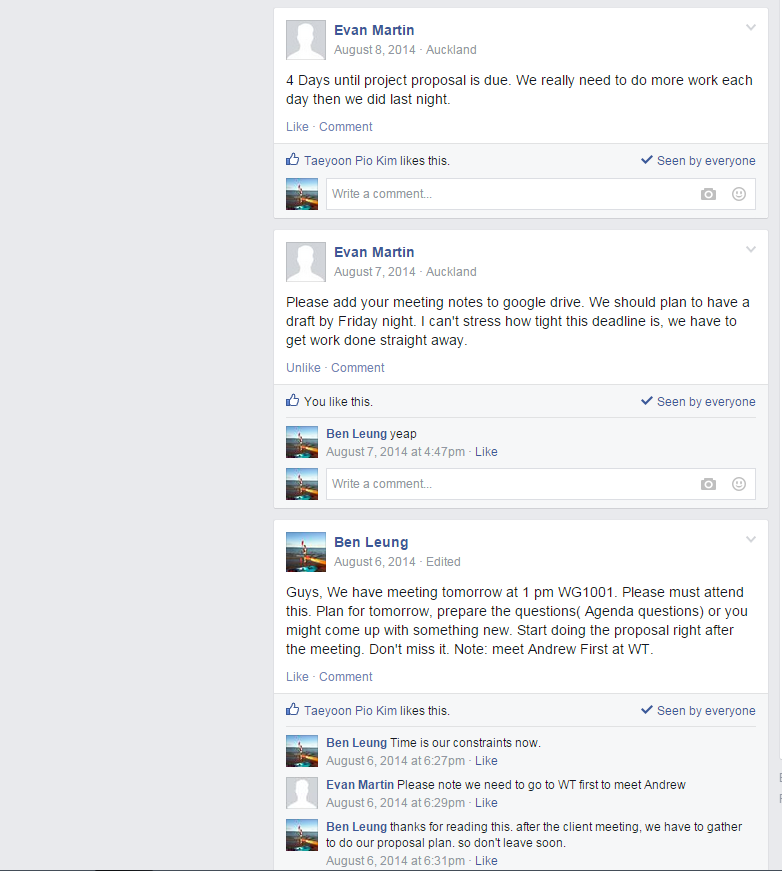 Evan Martin
August 8, 2014 · Auckland
4 Days until project proposal is due. We really need to do more work each
day then we did last night.
Like · Comment
Taeyoon Pio Kim likes this. Seen by everyone
Write a comment...
Evan Martin
August 7, 2014 · Auckland
Please add your meeting notes to google drive. We should plan to have a
draft by Friday night. I can't stress how tight this deadline is, we have to
get work done straight away.
Unlike · Comment
You like this. Seen by everyone
Ben Leung yeap
August 7, 2014 at 4:47pm · Like
Write a comment...
Ben Leung
August 6, 2014 · Edited
Guys, We have meeting tomorrow at 1 pm WG1001. Please must attend
this. Plan for tomorrow, prepare the questions( Agenda questions) or you
might come up with something new. Start doing the proposal right after
the meeting. Don't miss it. Note: meet Andrew First at WT.
Like · Comment
Taeyoon Pio Kim likes this. Seen by everyone
Ben Leung Time is our constraints now.
August 6, 2014 at 6:27pm · Like
Evan Martin Please note we need to go to WT first to meet Andrew
August 6, 2014 at 6:29pm · Like
Ben Leung thanks for reading this. after the client meeting, we have to gather
to do our proposal plan. so don't leave soon.
August 6, 2014 at 6:31pm · Like